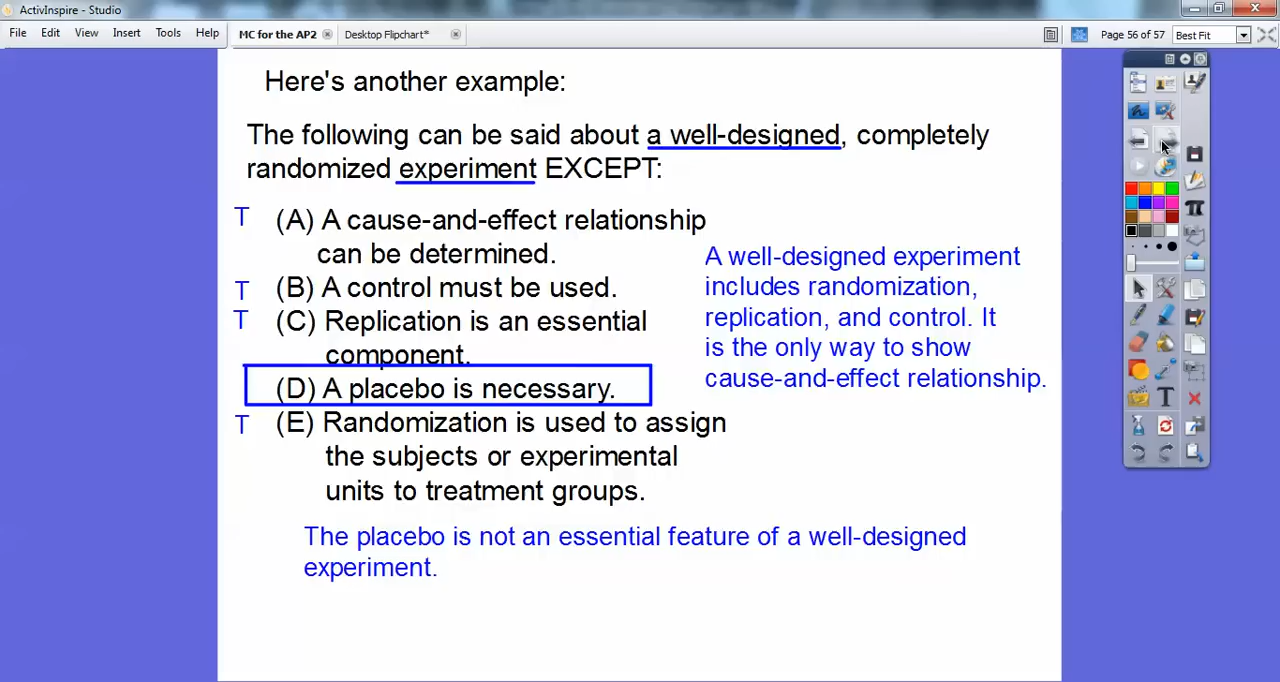 ActivInspire - Studio
File Edit View Insert Tools Help MC for the AP2 Desktop Flipchart* Page 56 of 57 Best Fit
Here's another example:
The following can be said about a well-designed, completely
randomized experiment EXCEPT:
T (A) A cause-and-effect relationship
can be determined.
T (B) A control must be used.
T (C) Replication is an essential
component.
(D) A placebo is necessary.
T (E) Randomization is used to assign
the subjects or experimental
units to treatment groups.
A well-designed experiment
includes randomization,
replication, and control. It
is the only way to show
cause-and-effect relationship.
The placebo is not an essential feature of a well-designed
experiment.